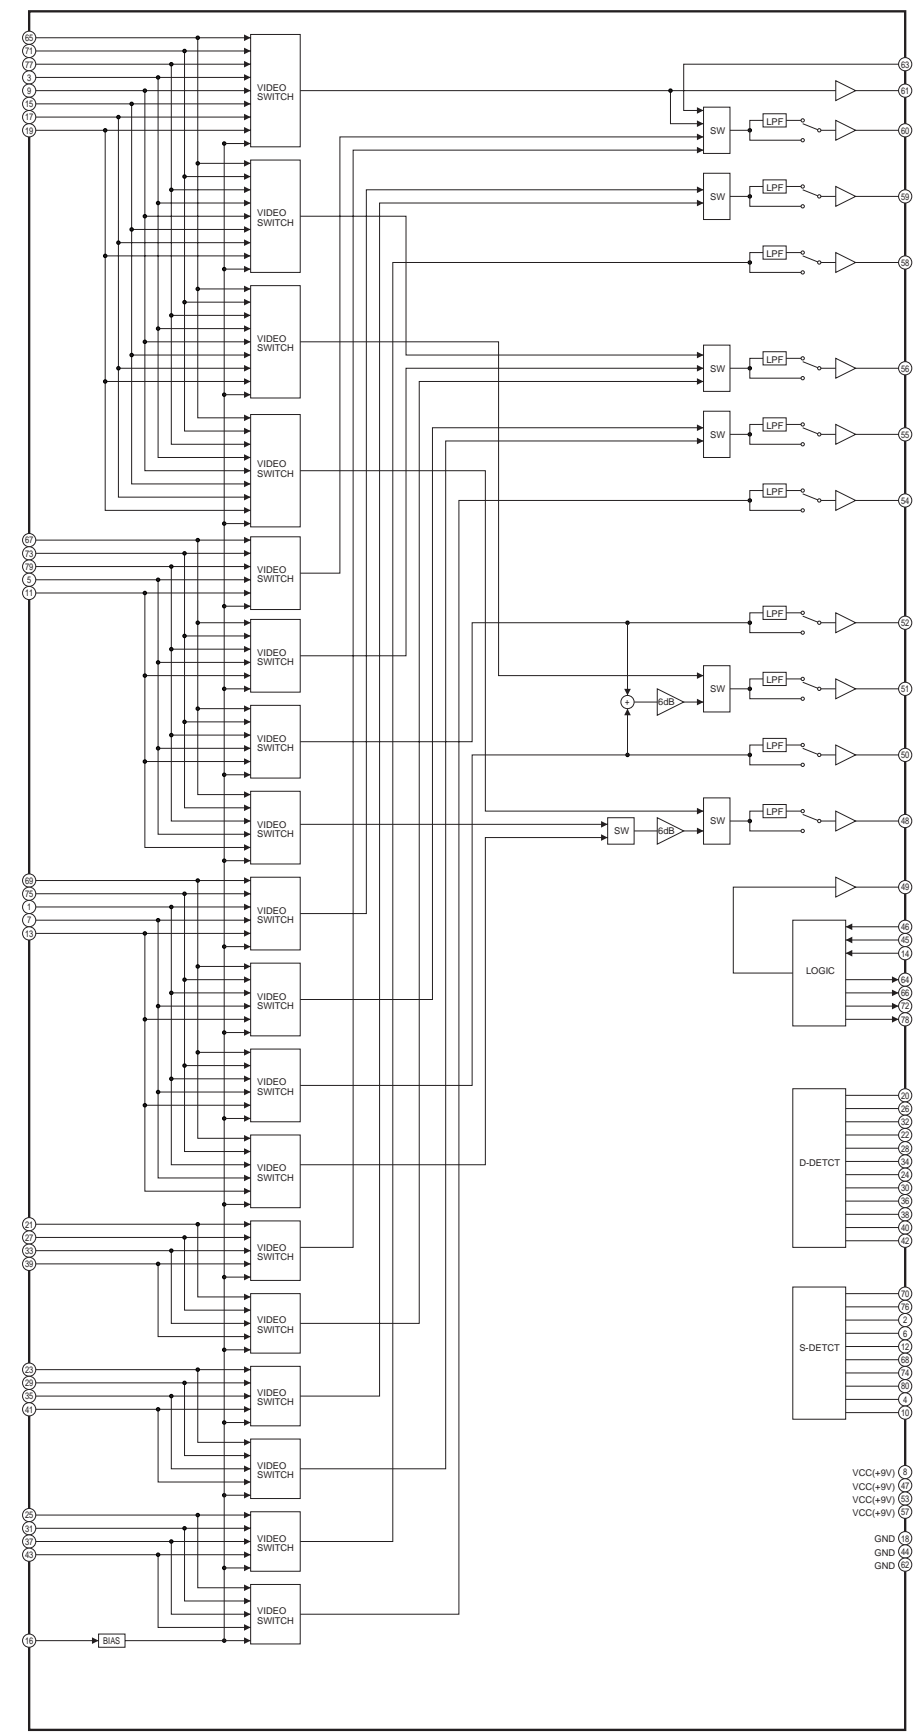 65
71
77
3
9
15
17
19
VIDEO
SWITCH
63
61
SW
LPF
60
VIDEO
SWITCH
SW
LPF
59
LPF
58
VIDEO
SWITCH
SW
LPF
56
VIDEO
SWITCH
SW
LPF
55
LPF
54
67
73
79
5
11
VIDEO
SWITCH
VIDEO
SWITCH
LPF
52
+
6dB
SW
LPF
51
VIDEO
SWITCH
LPF
50
VIDEO
SWITCH
SW
6dB
SW
LPF
48
69
75
1
7
13
VIDEO
SWITCH
49
VIDEO
SWITCH
LOGIC
46
45
14
64
66
72
78
VIDEO
SWITCH
VIDEO
SWITCH
D-DETCT
20
26
32
22
28
34
24
30
36
38
40
42
21
27
33
39
VIDEO
SWITCH
VIDEO
SWITCH
S-DETCT
70
76
2
6
12
68
74
80
4
10
23
29
35
41
VIDEO
SWITCH
VIDEO
SWITCH
VCC(+9V) 8
VCC(+9V) 47
VCC(+9V) 53
VCC(+9V) 57
25
31
37
43
VIDEO
SWITCH
GND 18
GND 44
GND 62
VIDEO
SWITCH
16
BIAS